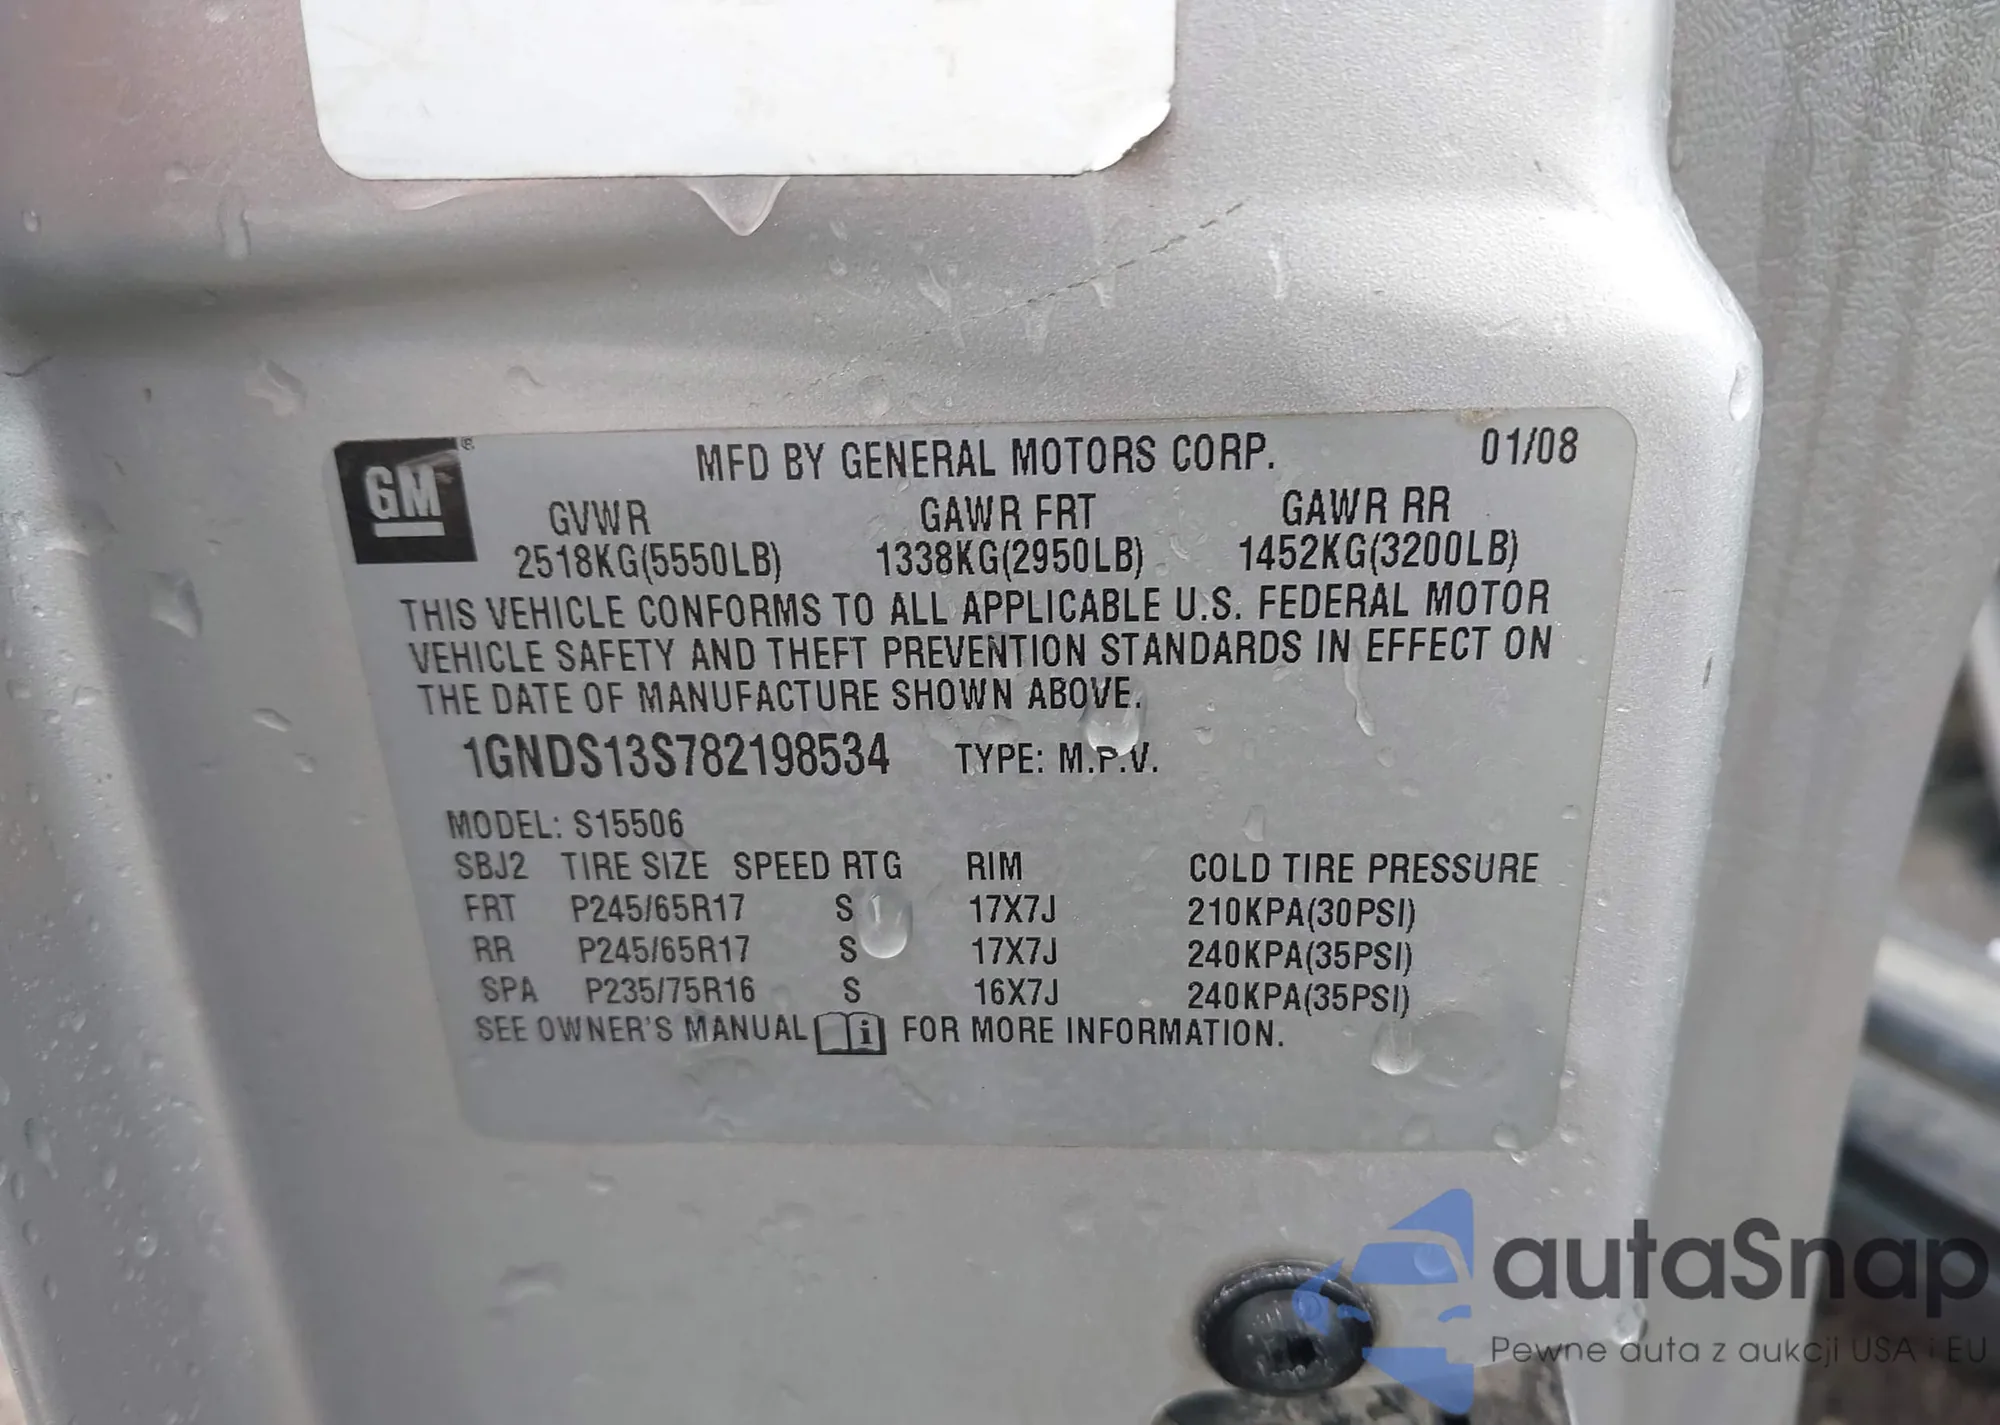 GM®
MFD BY GENERAL MOTORS CORP. 01/08
GVWR GAWR FRT GAWR RR
2518KG(5550LB) 1338KG(2950LB) 1452KG(3200LB)
THIS VEHICLE CONFORMS TO ALL APPLICABLE U.S. FEDERAL MOTOR
VEHICLE SAFETY AND THEFT PREVENTION STANDARDS IN EFFECT ON
THE DATE OF MANUFACTURE SHOWN ABOVE.
1GNDS13S782198534 TYPE: M.P.V.
MODEL: S15506
SBJ2 TIRE SIZE SPEED RTG RIM COLD TIRE PRESSURE
FRT P245/65R17 S 17X7J 210KPA(30PSI)
RR P245/65R17 S 17X7J 240KPA(35PSI)
SPA P235/75R16 S 16X7J 240KPA(35PSI)
SEE OWNER'S MANUAL i FOR MORE INFORMATION.
autaSnap
Pewne auta z aukcji USA i EU